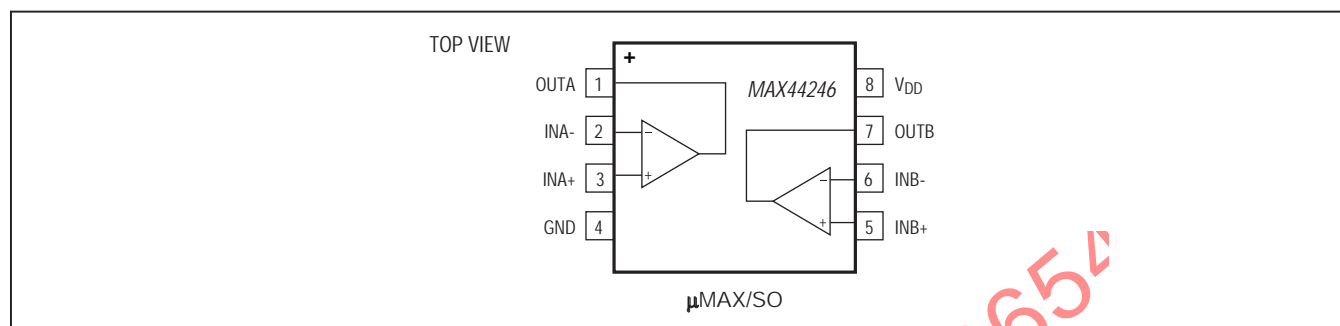 TOP VIEW
+
MAX44246
OUTA 1
INA- 2
INA+ 3
GND 4
8 VDD
7 OUTB
6 INB-
5 INB+
−
+
−
+
µMAX/SO
654